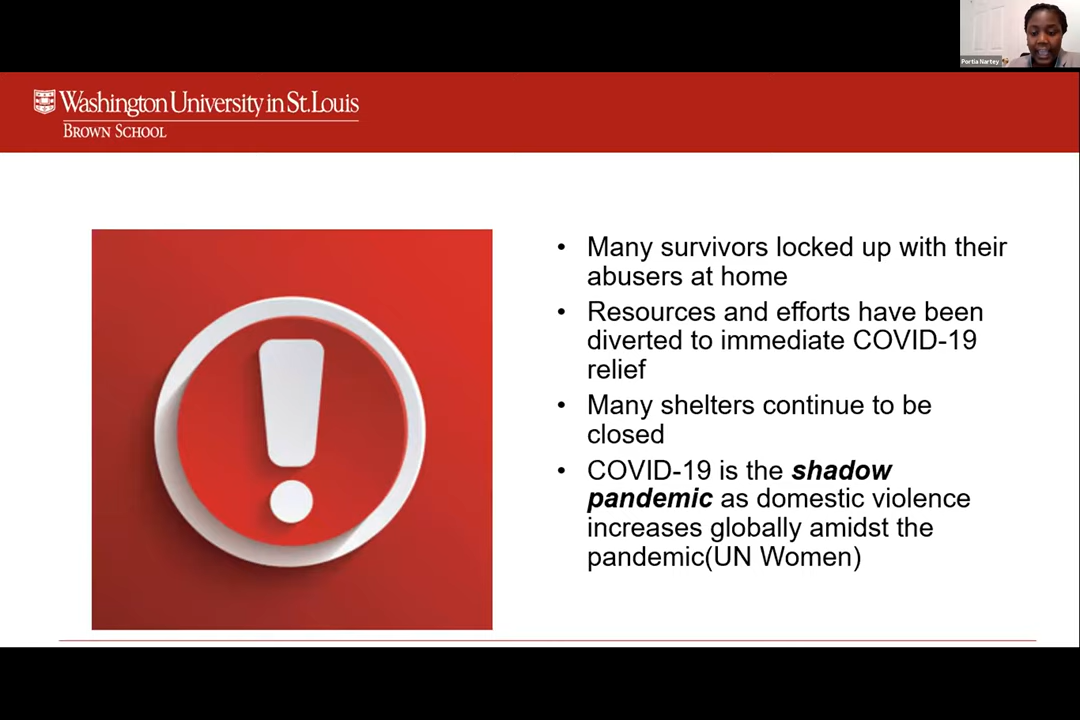 Portia Nartey
Washington University in St. Louis
BROWN SCHOOL
• Many survivors locked up with their
abusers at home
• Resources and efforts have been
diverted to immediate COVID-19
relief
• Many shelters continue to be
closed
• COVID-19 is the shadow
pandemic as domestic violence
increases globally amidst the
pandemic(UN Women)